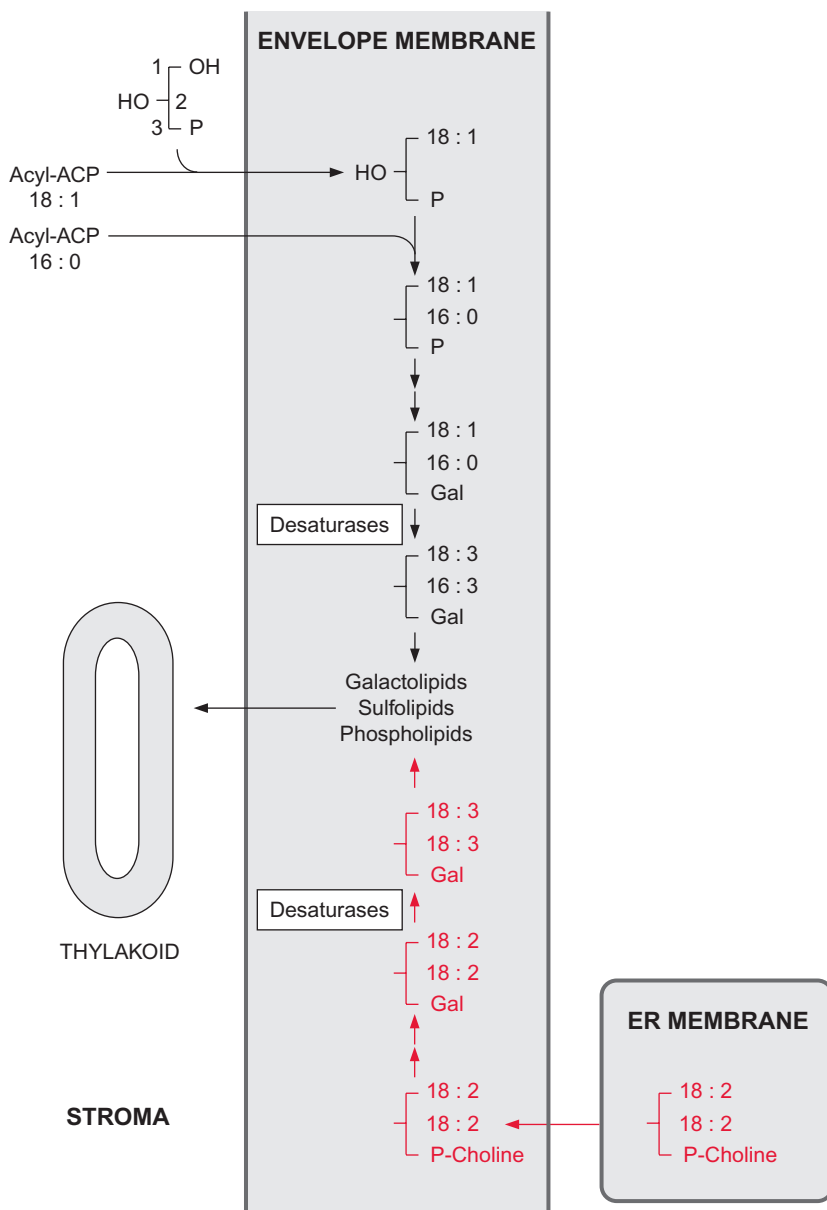 ENVELOPE MEMBRANE
1 OH
HO 2
3 P
18 : 1
HO
P
Acyl-ACP
18 : 1
Acyl-ACP
16 : 0
18 : 1
16 : 0
P
18 : 1
16 : 0
Gal
Desaturases
18 : 3
16 : 3
Gal
Galactolipids
Sulfolipids
Phospholipids
18 : 3
18 : 3
Gal
Desaturases
THYLAKOID
18 : 2
18 : 2
Gal
ER MEMBRANE
STROMA
18 : 2
18 : 2
P-Choline
18 : 2
18 : 2
P-Choline